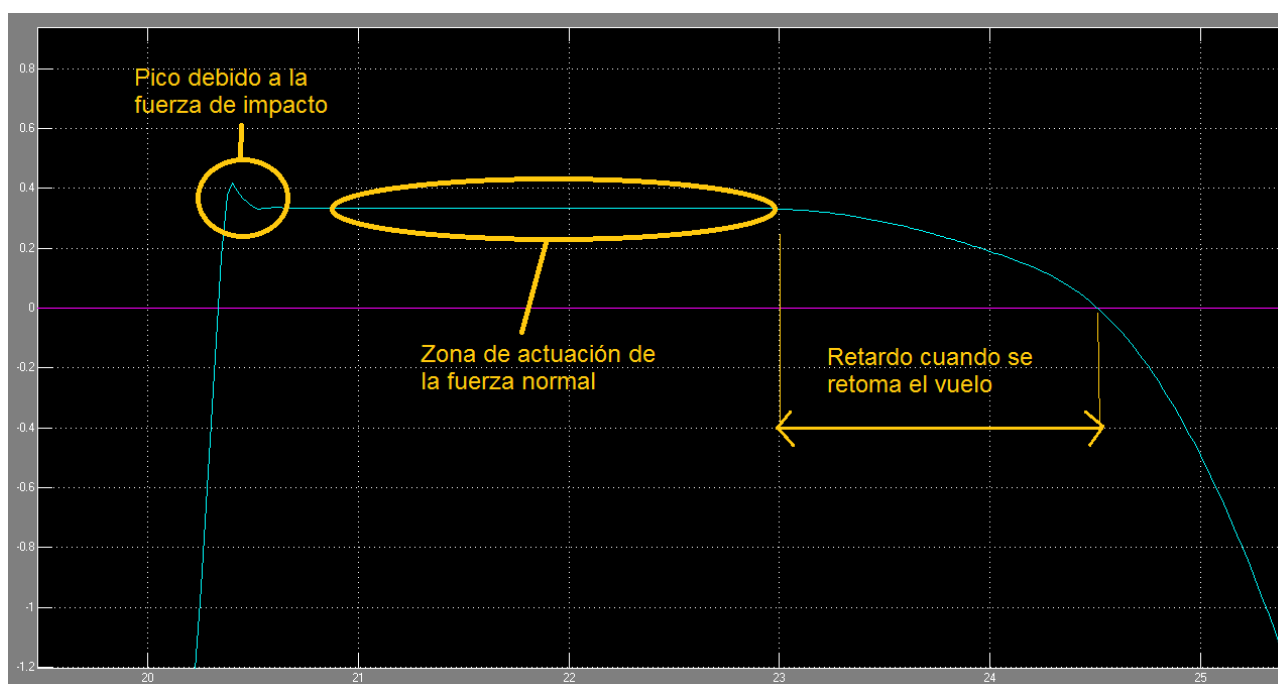 0.8
Pico debido a la
fuerza de impacto
0.6
0.4
0.2
0
Zona de actuación de
la fuerza normal
Retardo cuando se
retoma el vuelo
-0.2
-0.4
-0.6
-0.8
-1
-1.2
20
21
22
23
24
25